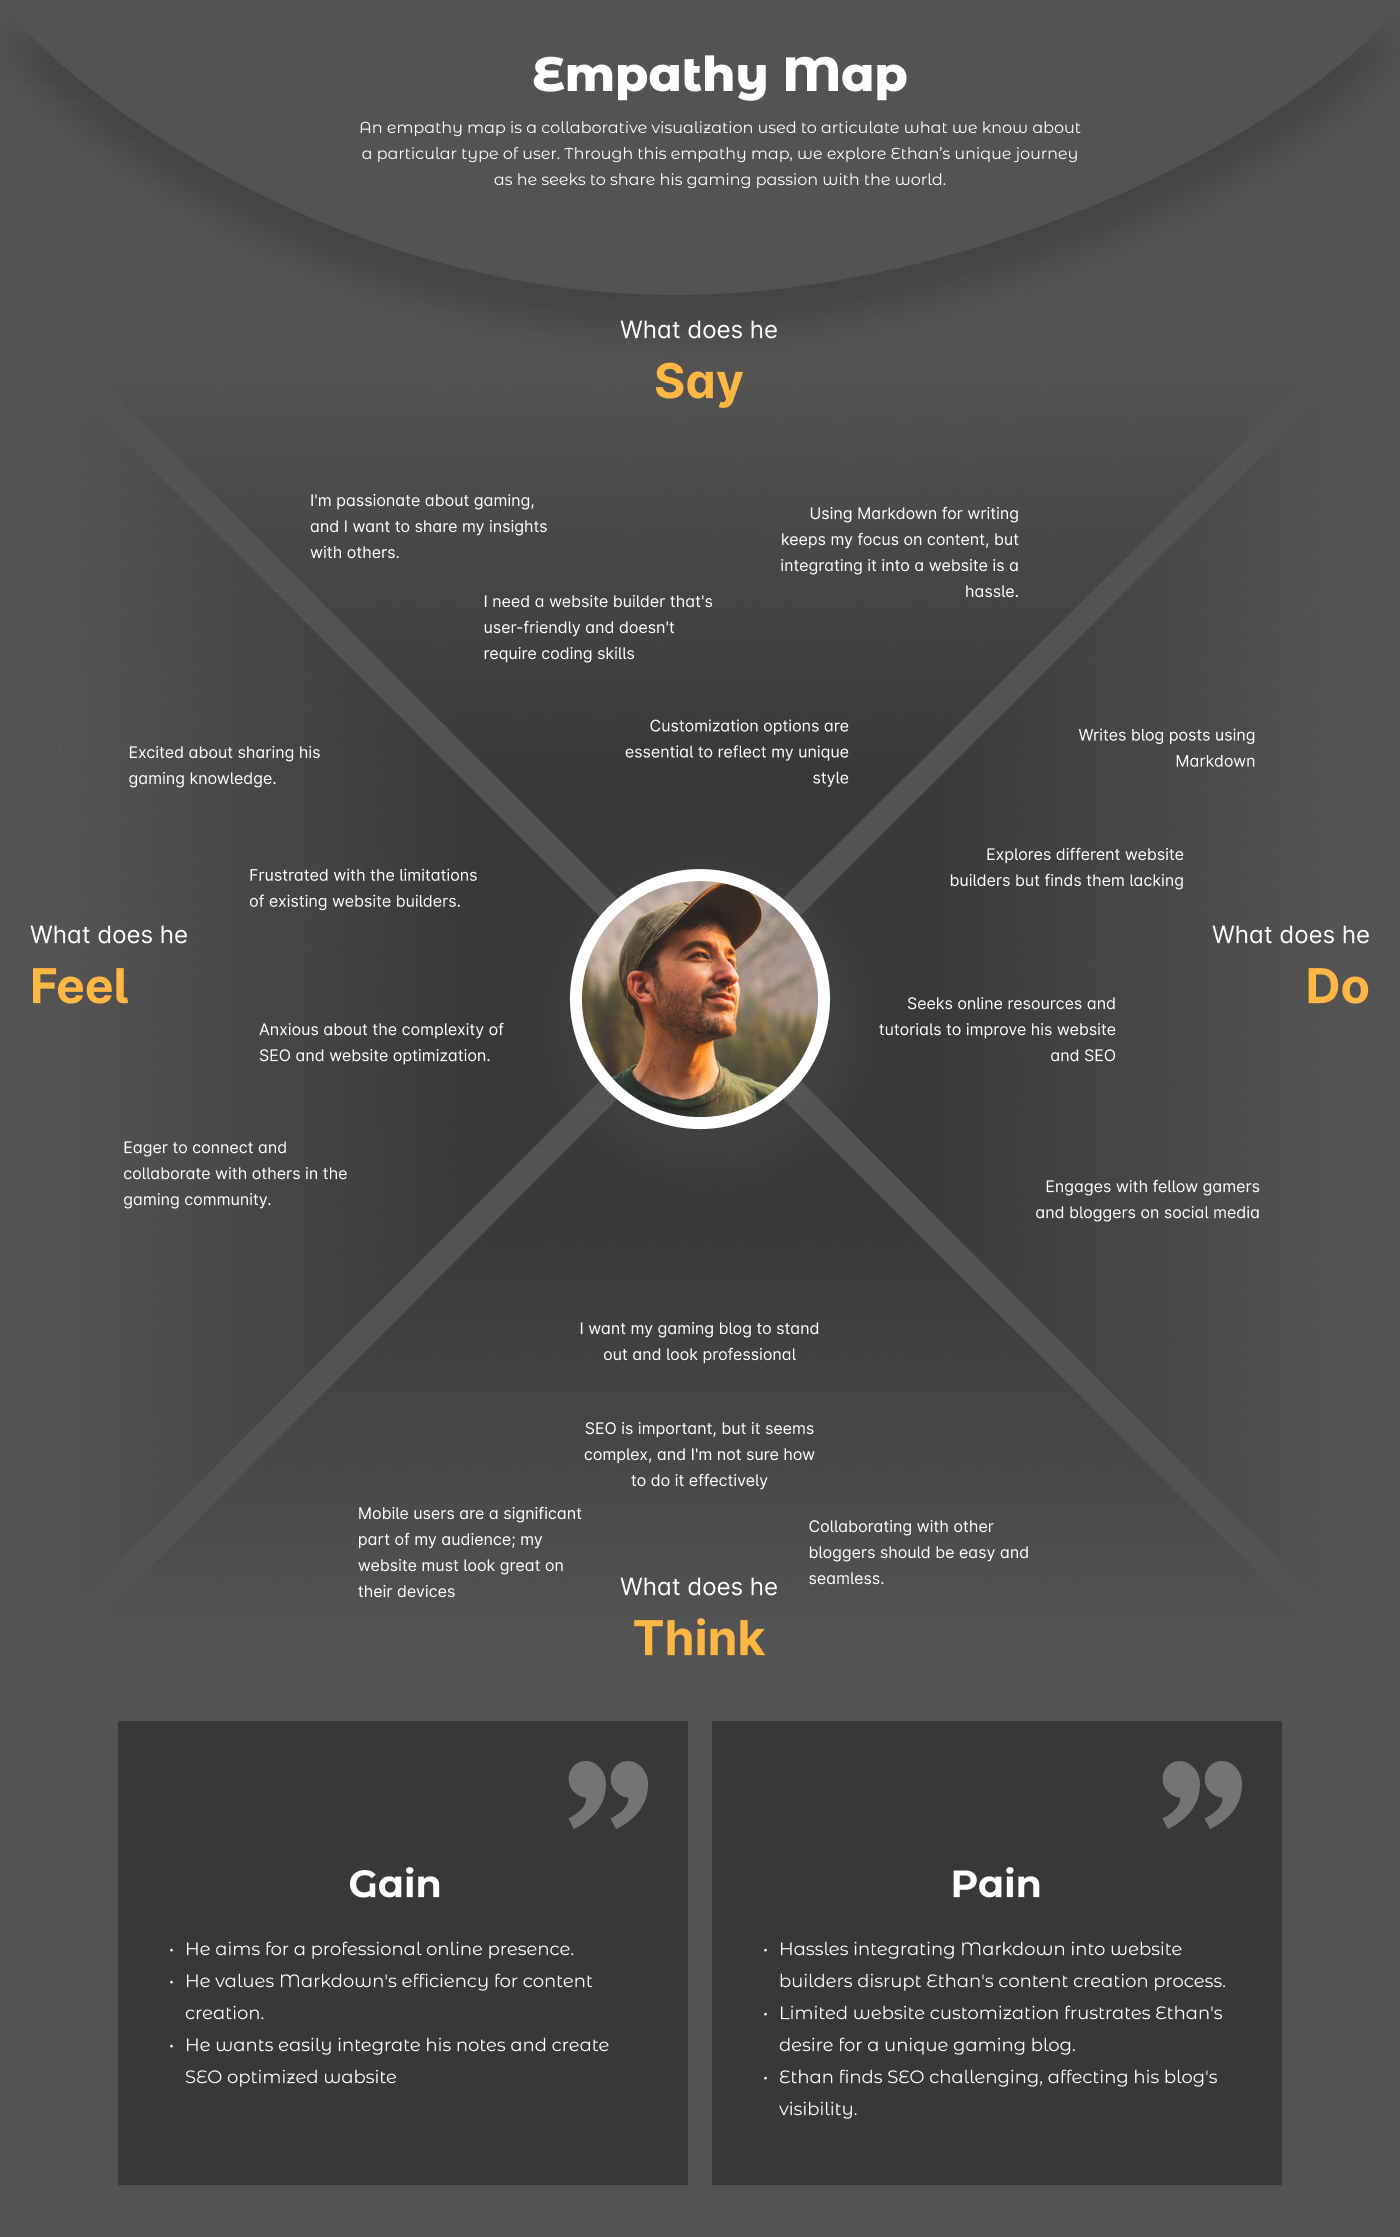 Empathy Map
An empathy map is a collaborative visualization used to articulate what we know about
a particular type of user. Through this empathy map, we explore Ethan’s unique journey
as he seeks to share his gaming passion with the world.
What does he
Say
I'm passionate about gaming,
and I want to share my insights
with others.
Using Markdown for writing
keeps my focus on content, but
integrating it into a website is a
hassle.
I need a website builder that's
user-friendly and doesn't
require coding skills
Customization options are
essential to reflect my unique
style
Excited about sharing his
gaming knowledge.
Frustrated with the limitations
of existing website builders.
What does he
Feel
Anxious about the complexity of
SEO and website optimization.
Eager to connect and
collaborate with others in the
gaming community.
Writes blog posts using
Markdown
Explores different website
builders but finds them lacking
What does he
Do
Seeks online resources and
tutorials to improve his website
and SEO
Engages with fellow gamers
and bloggers on social media
I want my gaming blog to stand
out and look professional
SEO is important, but it seems
complex, and I'm not sure how
to do it effectively
Mobile users are a significant
part of my audience; my
website must look great on
their devices
Collaborating with other
bloggers should be easy and
seamless.
What does he
Think
”
Gain
• He aims for a professional online presence.
• He values Markdown's efficiency for content
creation.
• He wants easily integrate his notes and create
SEO optimized wabsite
”
Pain
• Hassles integrating Markdown into website
builders disrupt Ethan's content creation process.
• Limited website customization frustrates Ethan's
desire for a unique gaming blog.
• Ethan finds SEO challenging, affecting his blog's
visibility.